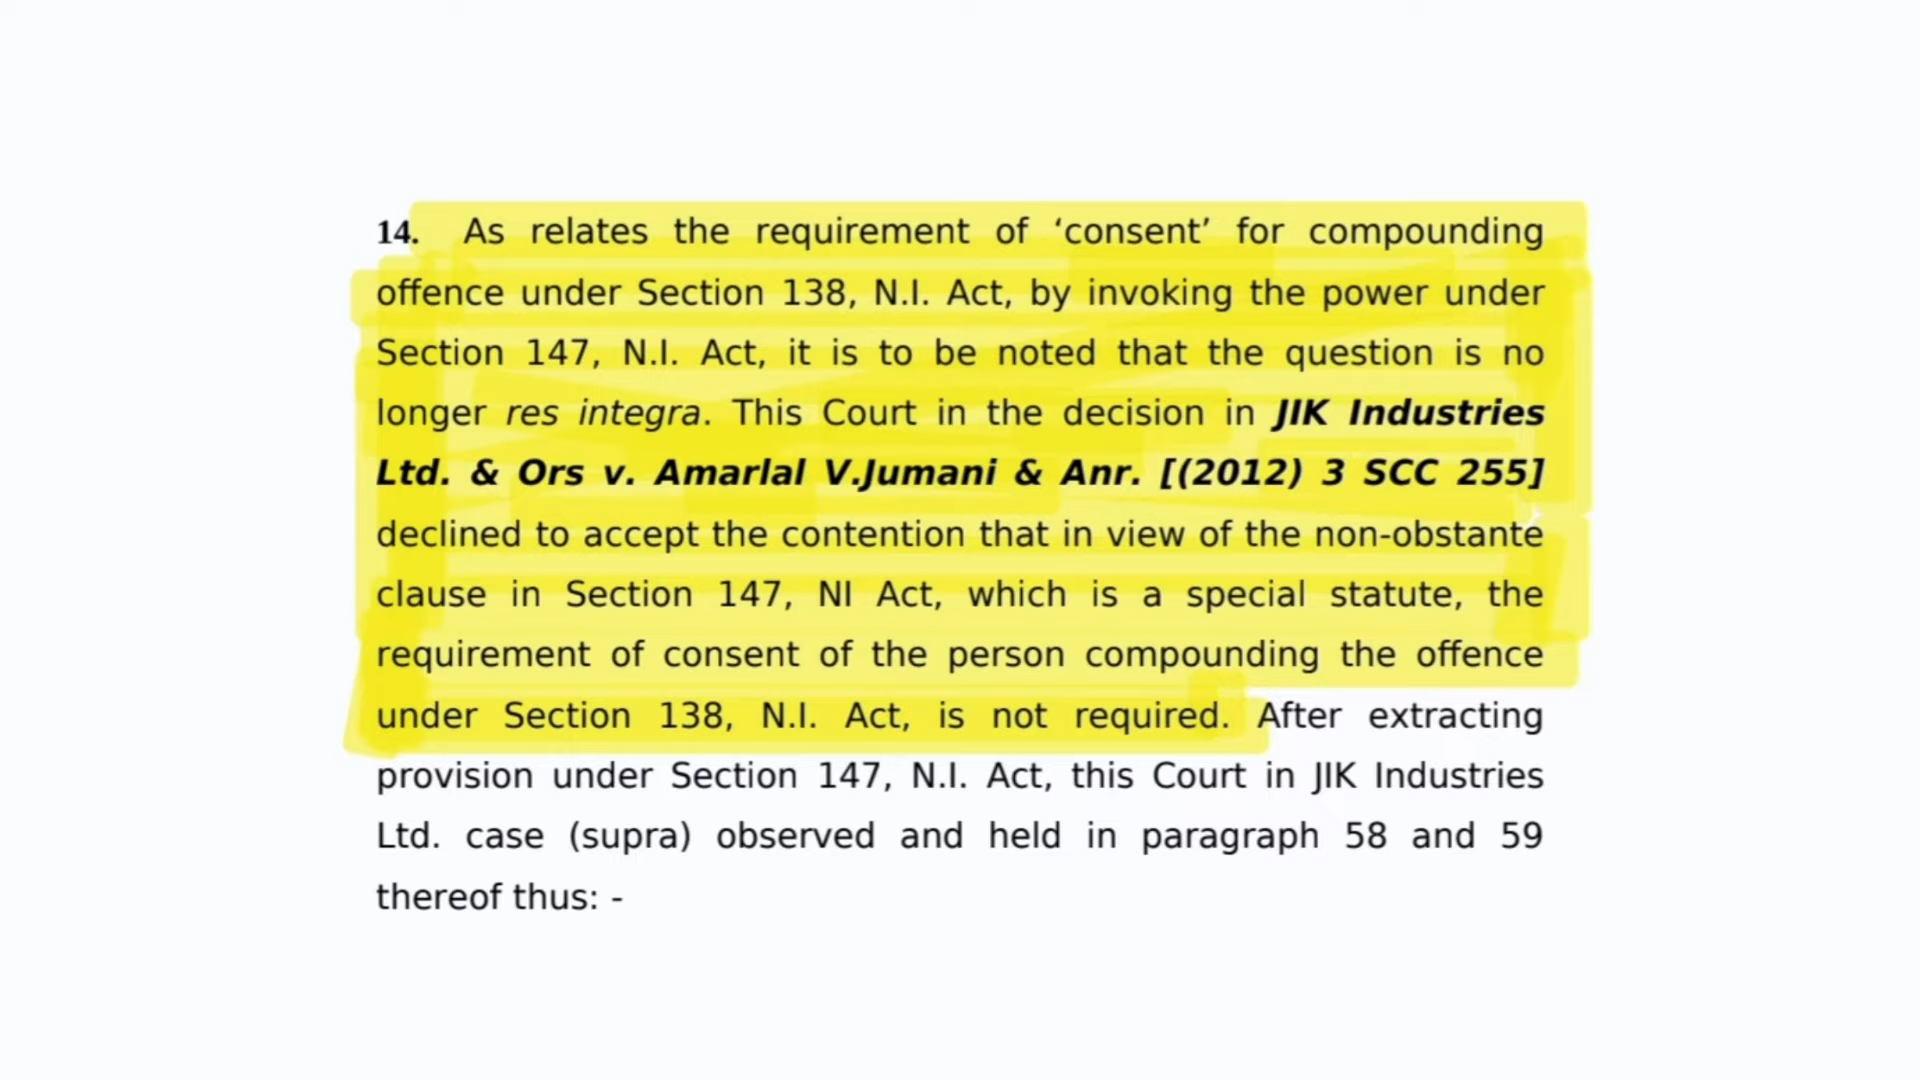 14. As relates the requirement of ‘consent’ for compounding
offence under Section 138, N.I. Act, by invoking the power under
Section 147, N.I. Act, it is to be noted that the question is no
longer res integra. This Court in the decision in JIK Industries
Ltd. & Ors v. Amarlal V.Jumani & Anr. [(2012) 3 SCC 255]
declined to accept the contention that in view of the non-obstante
clause in Section 147, NI Act, which is a special statute, the
requirement of consent of the person compounding the offence
under Section 138, N.I. Act, is not required. After extracting
provision under Section 147, N.I. Act, this Court in JIK Industries
Ltd. case (supra) observed and held in paragraph 58 and 59
thereof thus: -